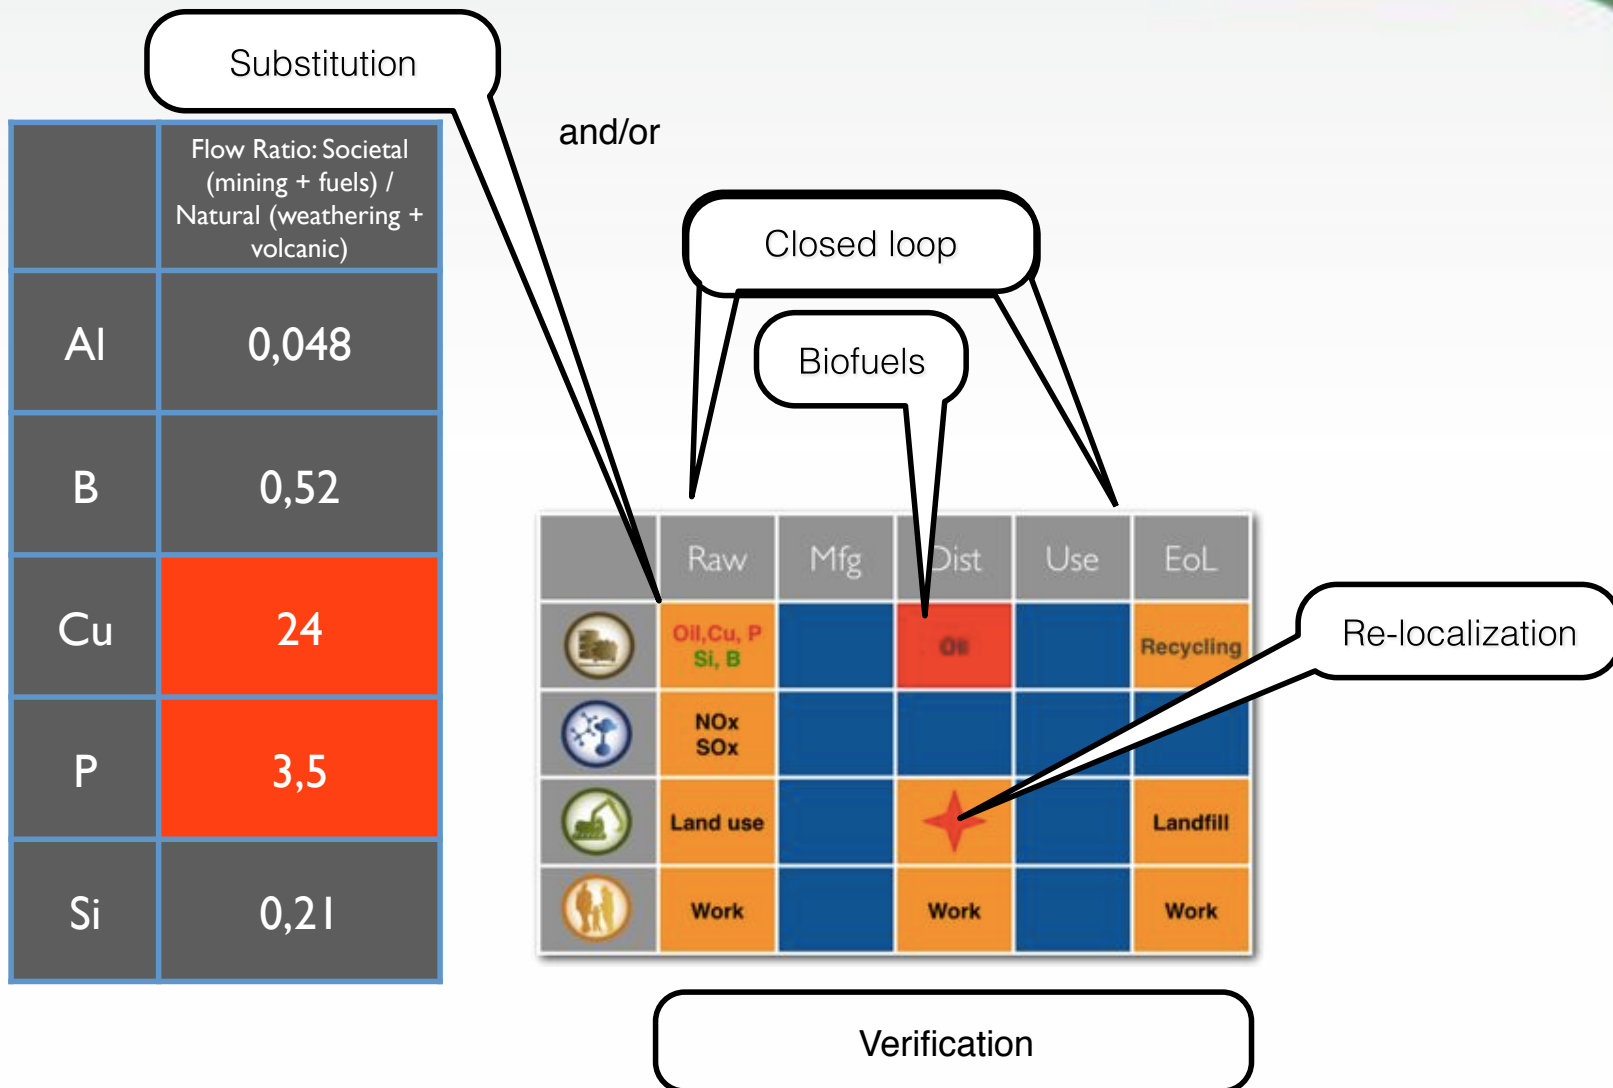 Substitution
and/or
Closed loop
Biofuels
Re-localization
Flow Ratio: Societal
(mining + fuels) /
Natural (weathering +
volcanic)
Al 0,048
B 0,52
Cu 24
P 3,5
Si 0,21
Raw Mfg Dist Use EoL
Oil,Cu, P
Si, B
Oil
Recycling
NOx
SOx
Land use
Landfill
Work Work Work
Verification